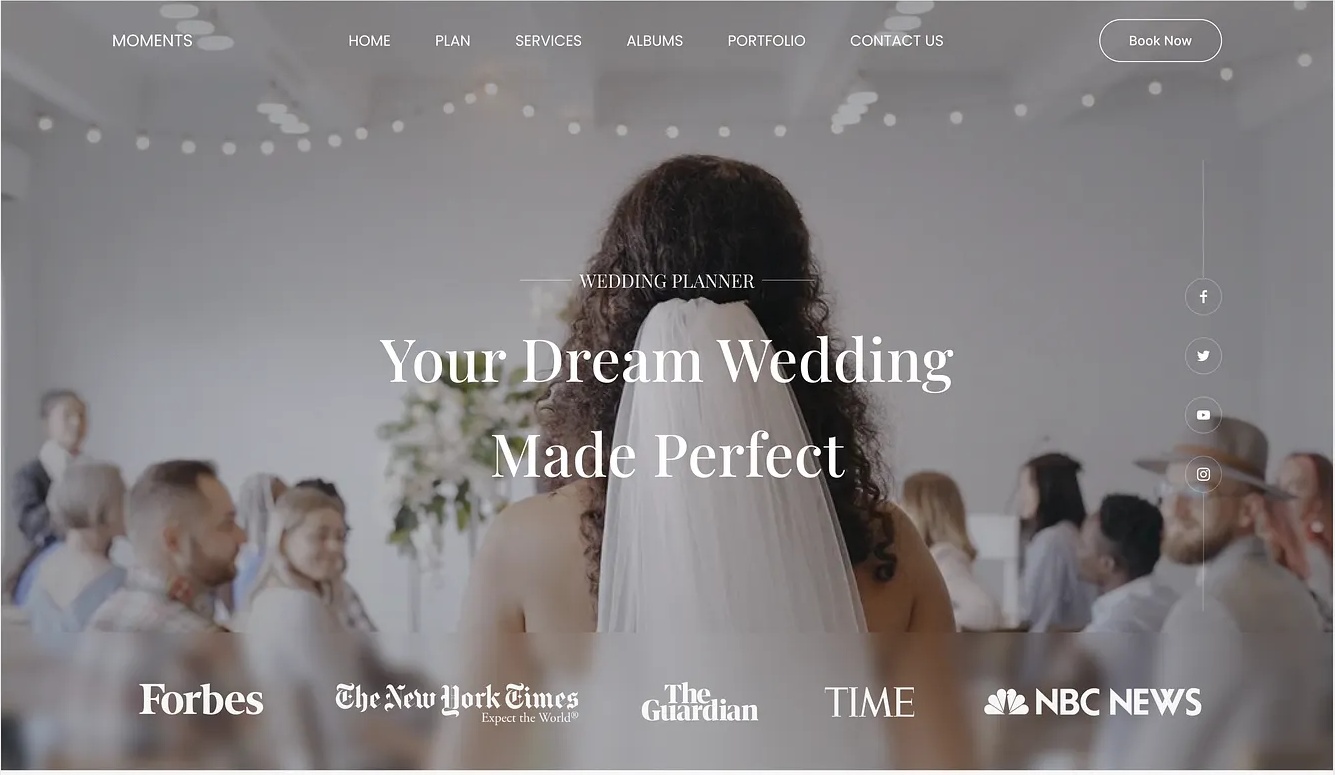 MOMENTS
HOME
PLAN
SERVICES
ALBUMS
PORTFOLIO
CONTACT US
Book Now
WEDDING PLANNER
Your Dream Wedding
Made Perfect
Forbes
The New York Times
Expect the World®
The
Guardian
TIME
NBC NEWS